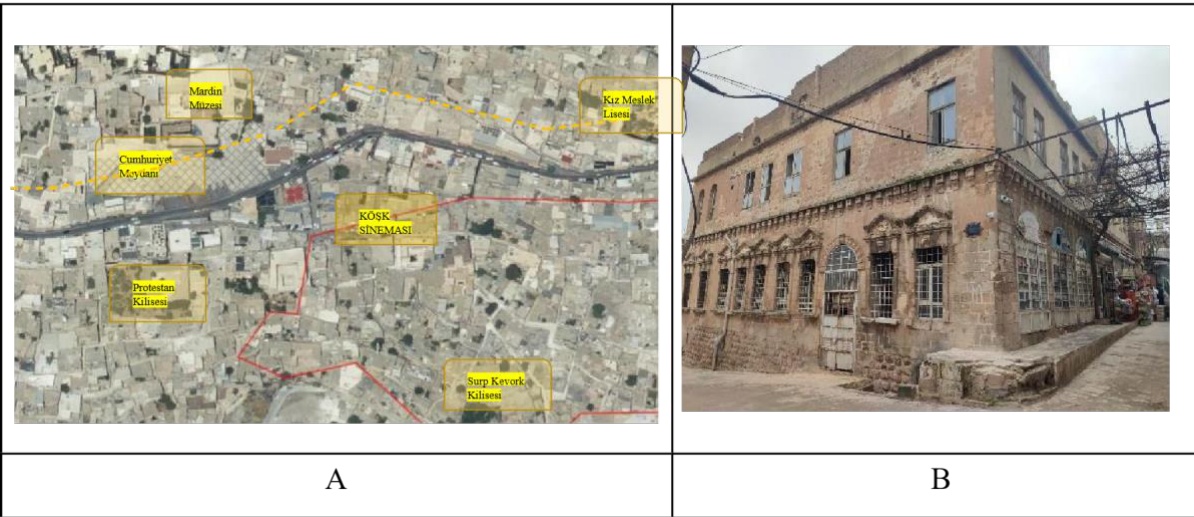 Mardin
Müzesi
Kız Meslek
Lisesi
Cumhuriyet
Meydanı
KÖŞK
SİNEMASI
Protestan
Kilisesi
Surp Kevork
Kilisesi
A
B